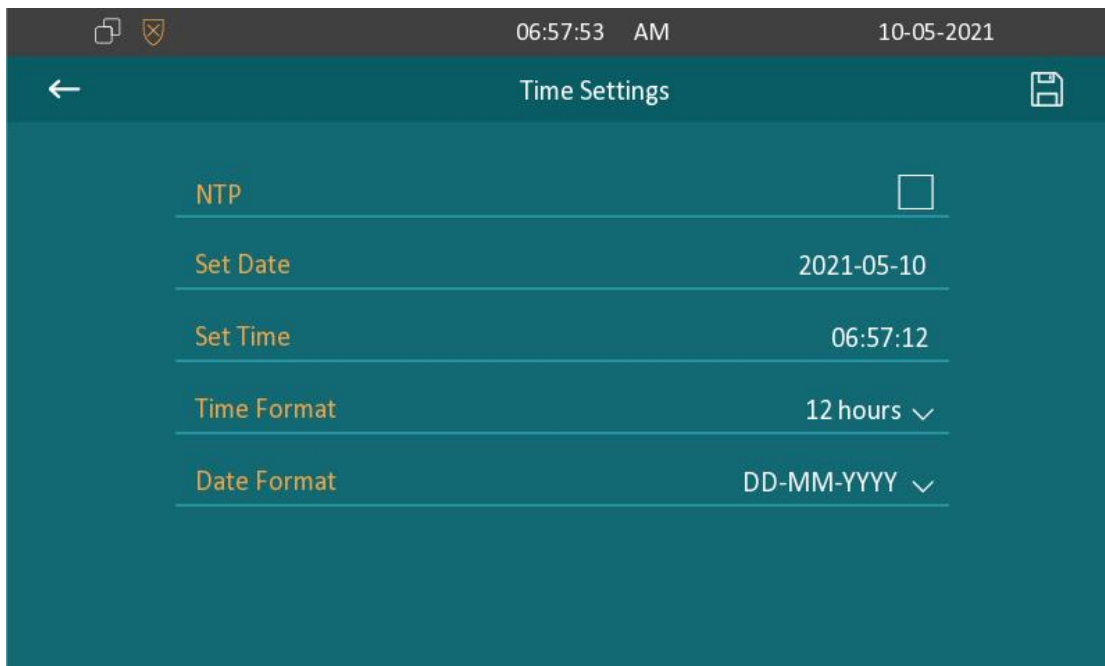 06:57:53 AM 10-05-2021
Time Settings
NTP
Set Date 2021-05-10
Set Time 06:57:12
Time Format 12 hours
Date Format DD-MM-YYYY